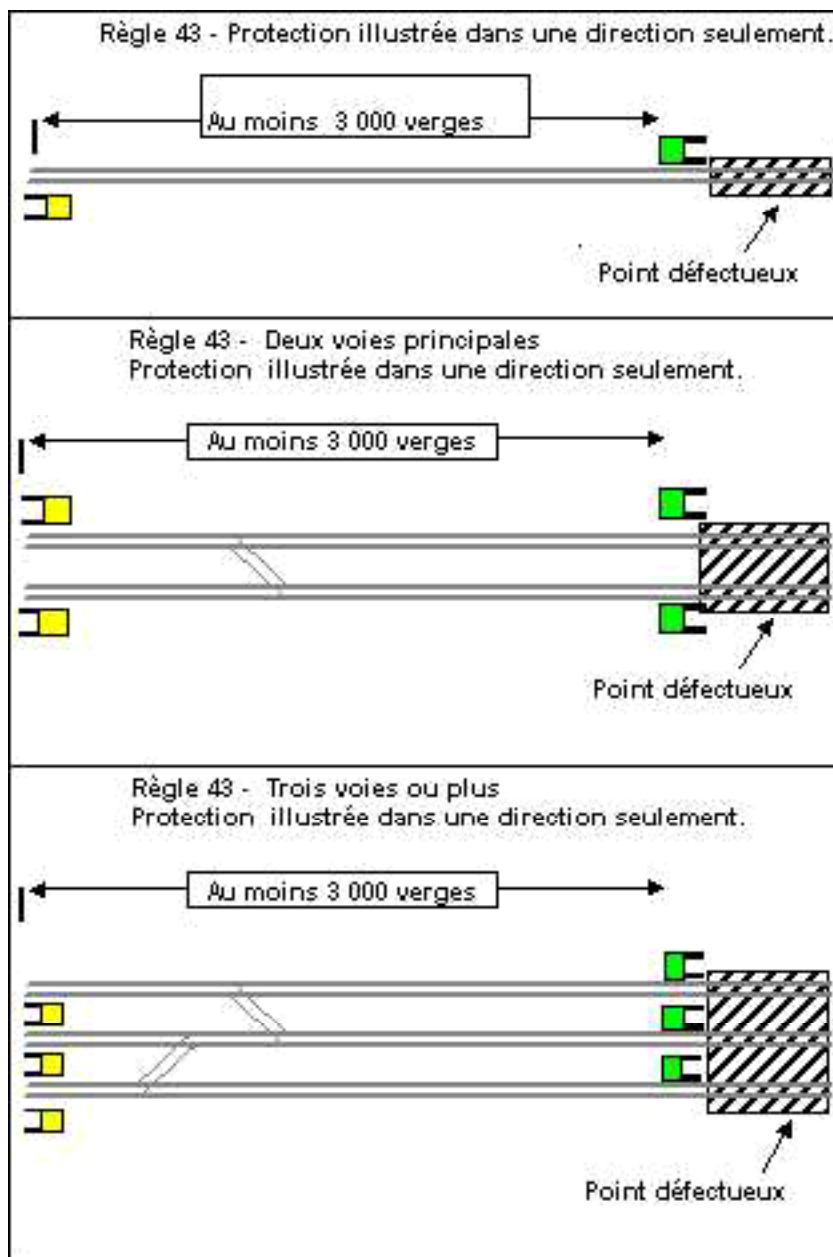 Règle 43 - Protection illustrée dans une direction seulement.
Au moins 3 000 verges
Point défectueux
Règle 43 - Deux voies principales
Protection illustrée dans une direction seulement.
Au moins 3 000 verges
Point défectueux
Règle 43 - Trois voies ou plus
Protection illustrée dans une direction seulement.
Au moins 3 000 verges
Point défectueux